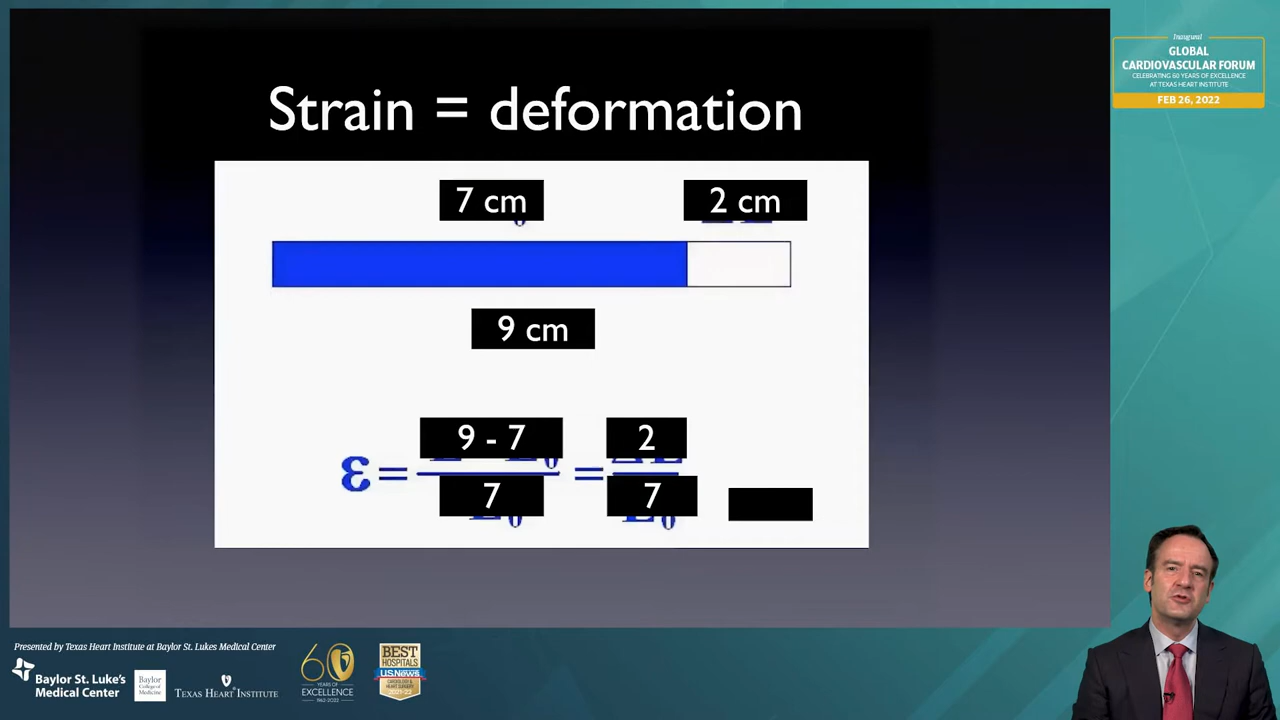 Strain = deformation
7 cm
2 cm
9 cm
ε = 9 - 7 / 7 = 2 / 7
Inaugural
GLOBAL
CARDIOVASCULAR FORUM
CELEBRATING 60 YEARS OF EXCELLENCE
AT TEXAS HEART INSTITUTE
FEB 26, 2022
Presented by Texas Heart Institute at Baylor St. Lukes Medical Center
Baylor St. Luke's
Medical Center
Baylor
College of
Medicine
TEXAS HEART INSTITUTE
60
YEARS OF
EXCELLENCE
1962-2022
BEST
HOSPITALS
U.S.News
CARDIOLOGY &
HEART SURGERY